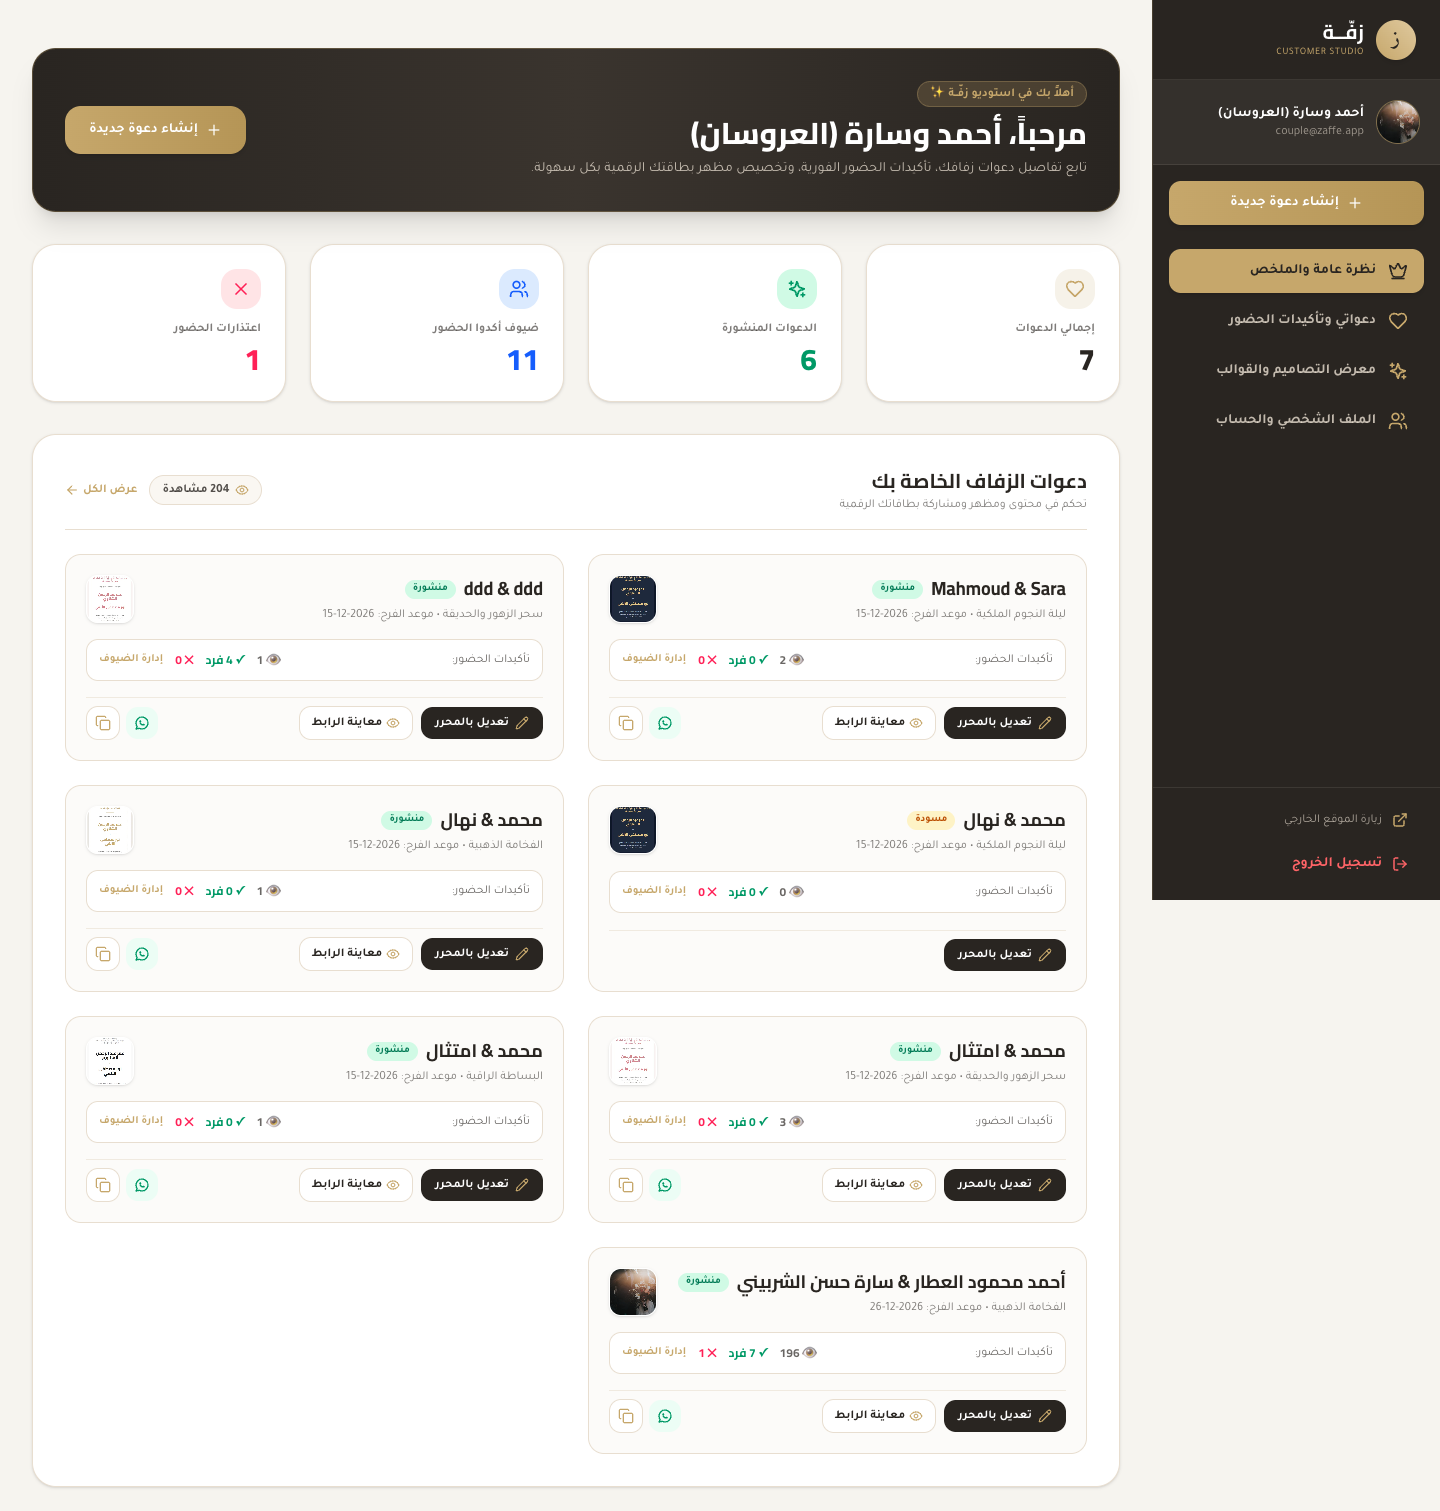 ز
زفّـة
CUSTOMER STUDIO
أحمد وسارة (العروسان)
couple@zaffe.app
إنشاء دعوة جديدة
نظرة عامة والملخص
دعواتي وتأكيدات الحضور
معرض التصاميم والقوالب
الملف الشخصي والحساب
زيارة الموقع الخارجي
تسجيل الخروج
أهلاً بك في استوديو زفّـة ✨
مرحباً، أحمد وسارة (العروسان)
تابع تفاصيل دعوات زفافك، تأكيدات الحضور الفورية، وتخصيص مظهر بطاقتك الرقمية بكل سهولة.
إنشاء دعوة جديدة
إجمالي الدعوات
7
الدعوات المنشورة
6
ضيوف أكدوا الحضور
11
اعتذارات الحضور
1
دعوات الزفاف الخاصة بك
تحكم في محتوى ومظهر ومشاركة بطاقاتك الرقمية
204 مشاهدة
عرض الكل
Mahmoud & Sara منشورة
ليلة النجوم الملكية • موعد الفرح: 2026-12-15
تأكيدات الحضور: 👁 2 ✓ 0 فرد ✕ 0 إدارة الضيوف
تعديل بالمحرر معاينة الرابط
ddd & ddd منشورة
سحر الزهور والحديقة • موعد الفرح: 2026-12-15
تأكيدات الحضور: 👁 1 ✓ 4 فرد ✕ 0 إدارة الضيوف
تعديل بالمحرر معاينة الرابط
محمد & نهال مسودة
ليلة النجوم الملكية • موعد الفرح: 2026-12-15
تأكيدات الحضور: 👁 0 ✓ 0 فرد ✕ 0 إدارة الضيوف
تعديل بالمحرر
محمد & نهال منشورة
الفخامة الذهبية • موعد الفرح: 2026-12-15
تأكيدات الحضور: 👁 1 ✓ 0 فرد ✕ 0 إدارة الضيوف
تعديل بالمحرر معاينة الرابط
محمد & امتثال منشورة
سحر الزهور والحديقة • موعد الفرح: 2026-12-15
تأكيدات الحضور: 👁 3 ✓ 0 فرد ✕ 0 إدارة الضيوف
تعديل بالمحرر معاينة الرابط
محمد & امتثال منشورة
البساطة الراقية • موعد الفرح: 2026-12-15
تأكيدات الحضور: 👁 1 ✓ 0 فرد ✕ 0 إدارة الضيوف
تعديل بالمحرر معاينة الرابط
أحمد محمود العطار & سارة حسن الشربيني منشورة
الفخامة الذهبية • موعد الفرح: 2026-12-26
تأكيدات الحضور: 👁 196 ✓ 7 فرد ✕ 1 إدارة الضيوف
تعديل بالمحرر معاينة الرابط